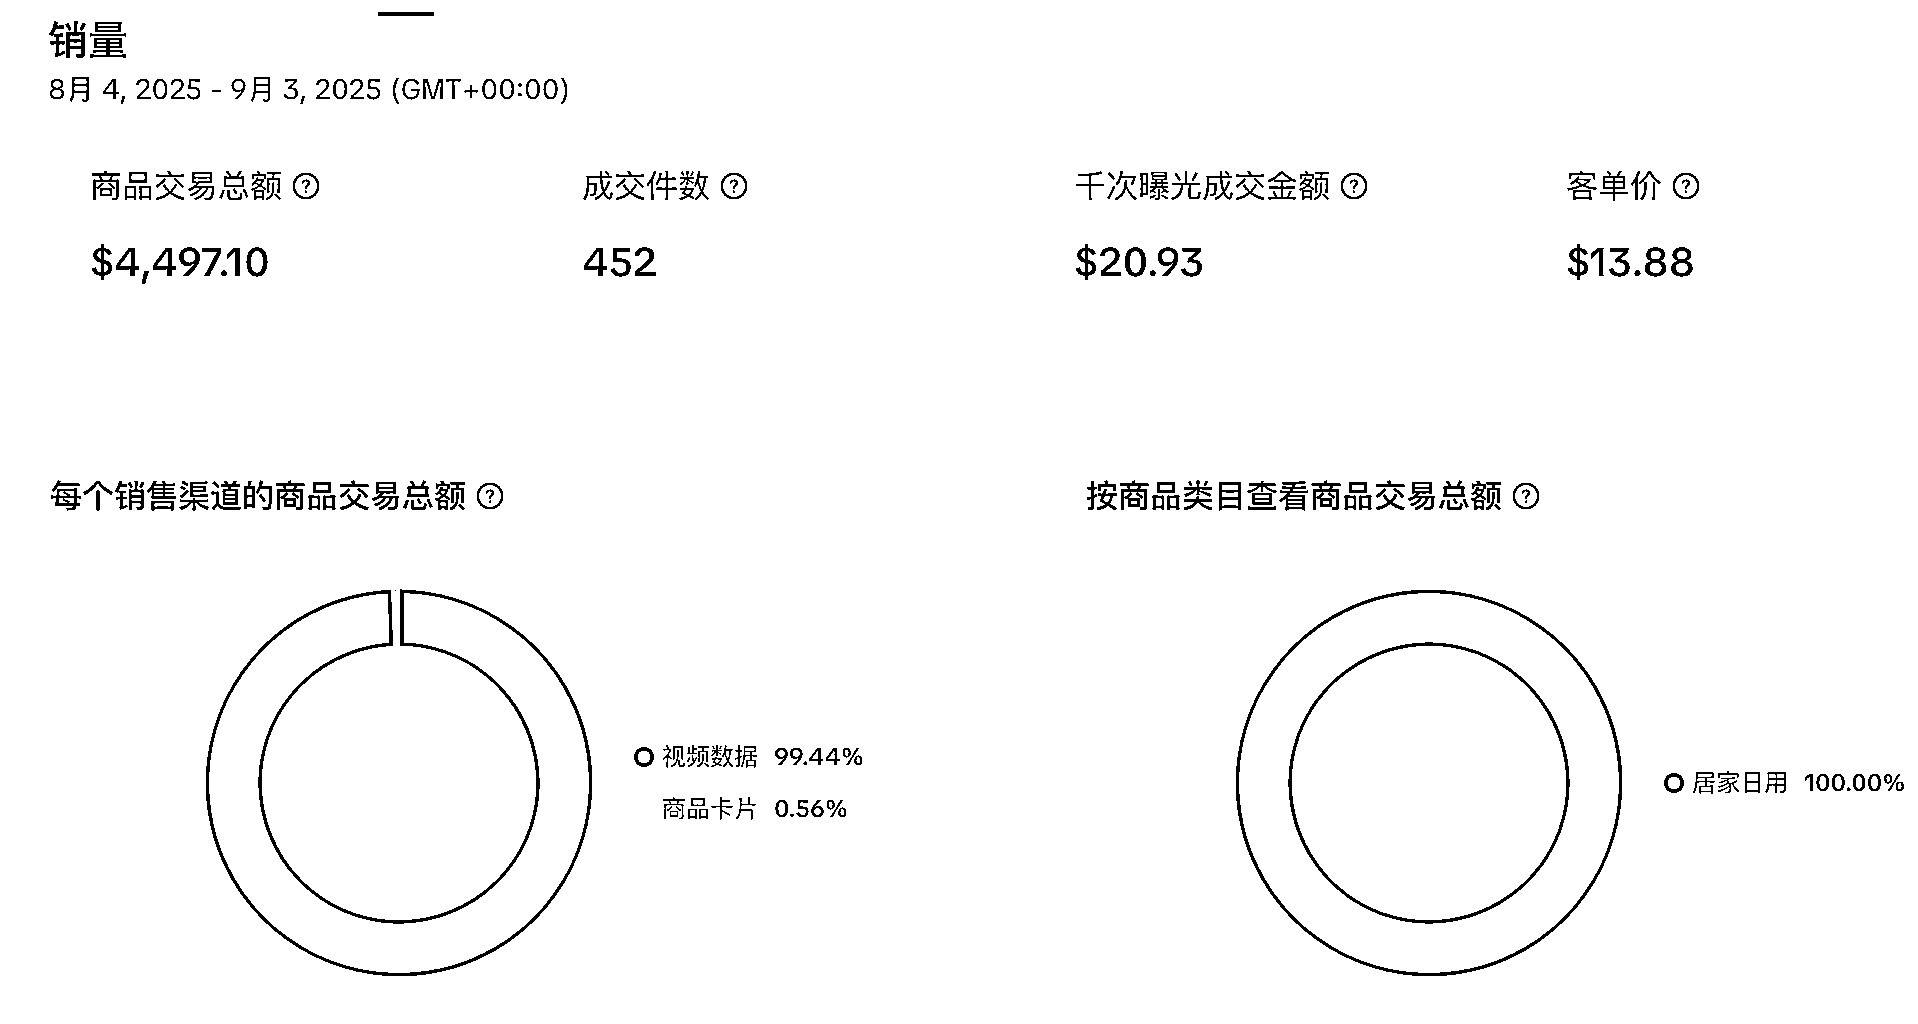 销量
8月 4, 2025 - 9月 3, 2025 (GMT+00:00)
商品交易总额 ? 成交件数 ? 千次曝光成交金额 ? 客单价 ?
$4,497.10 452 $20.93 $13.88
每个销售渠道的商品交易总额 ? 按商品类目查看商品交易总额 ?
视频数据 99.44%
商品卡片 0.56%
居家日用 100.00%